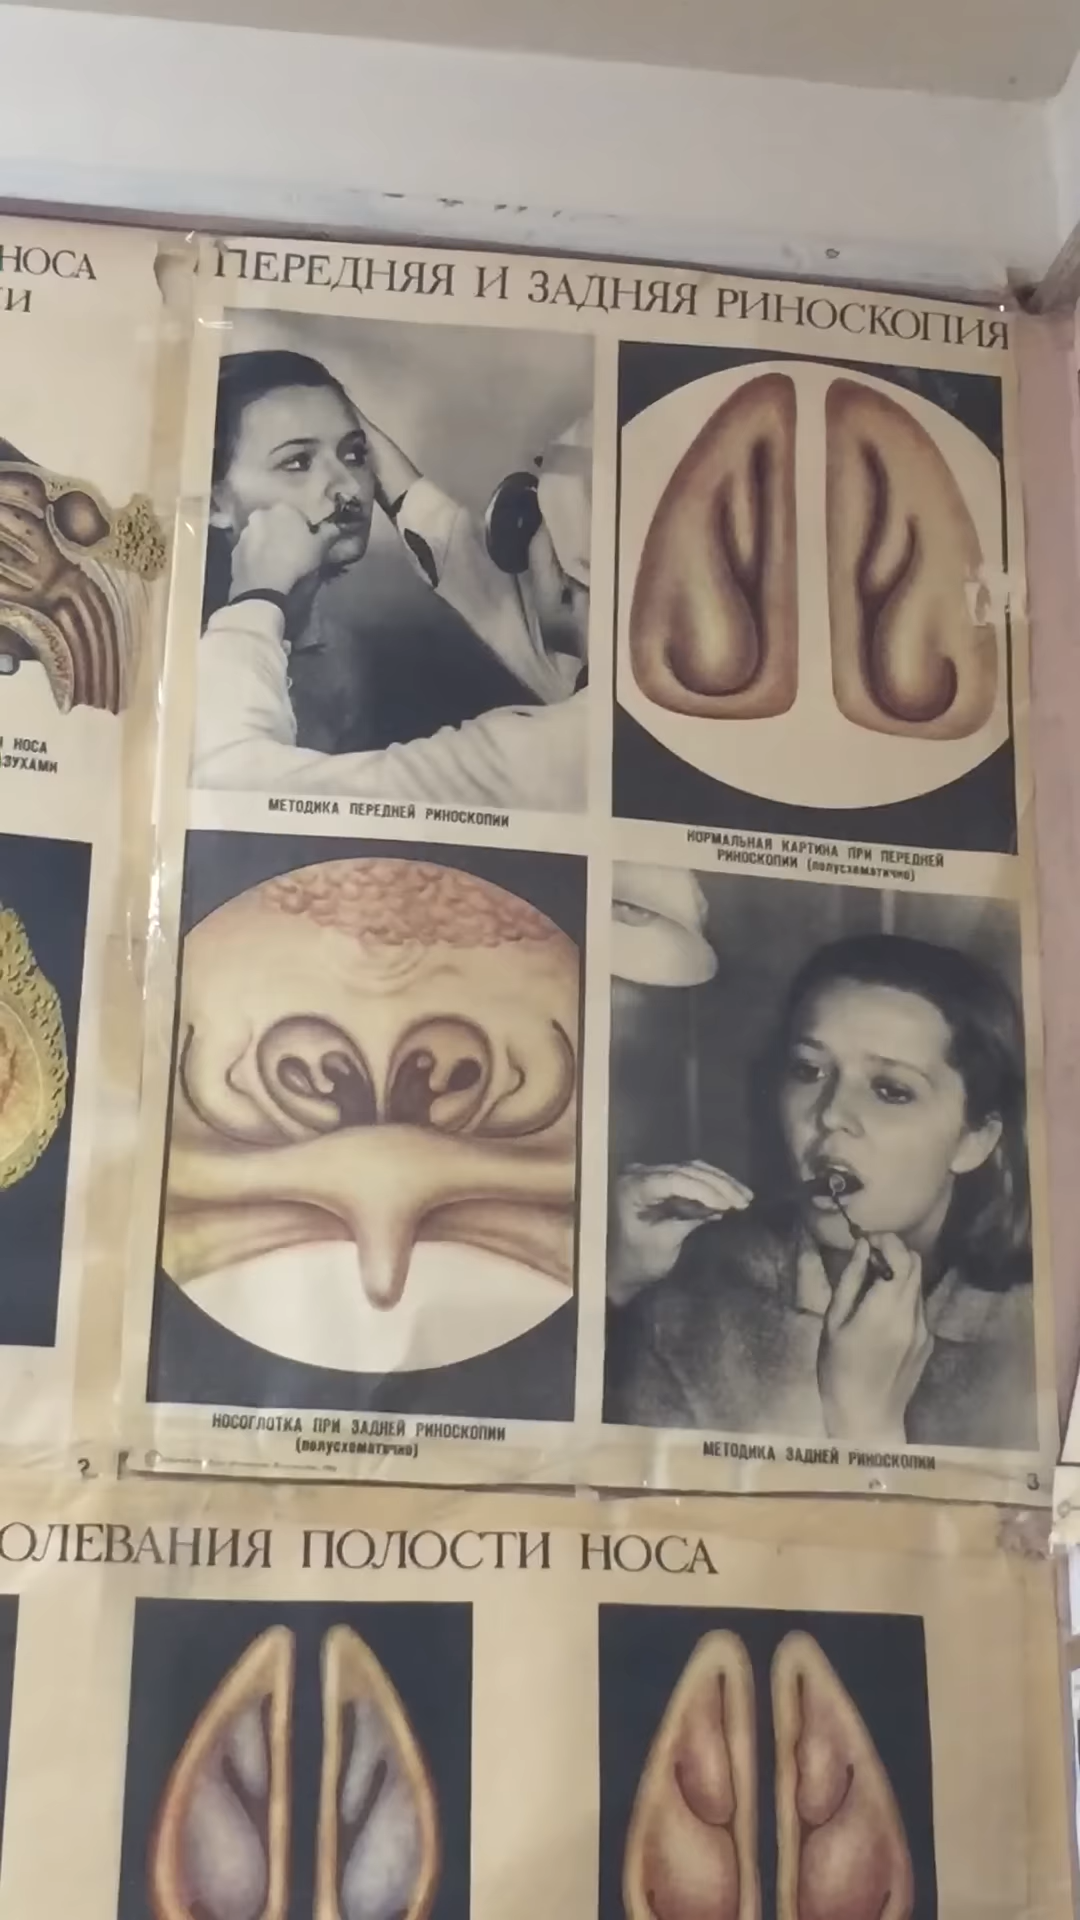 НОСА
И
ПЕРЕДНЯЯ И ЗАДНЯЯ РИНОСКОПИЯ
НОСА
ЗУХАМИ
МЕТОДИКА ПЕРЕДНЕЙ РИНОСКОПИИ
НОРМАЛЬНАЯ КАРТИНА ПРИ ПЕРЕДНЕЙ
РИНОСКОПИИ (полусхематично)
НОСОГЛОТКА ПРИ ЗАДНЕЙ РИНОСКОПИИ
(полусхематично)
МЕТОДИКА ЗАДНЕЙ РИНОСКОПИИ
2
3
ОЛЕВАНИЯ ПОЛОСТИ НОСА